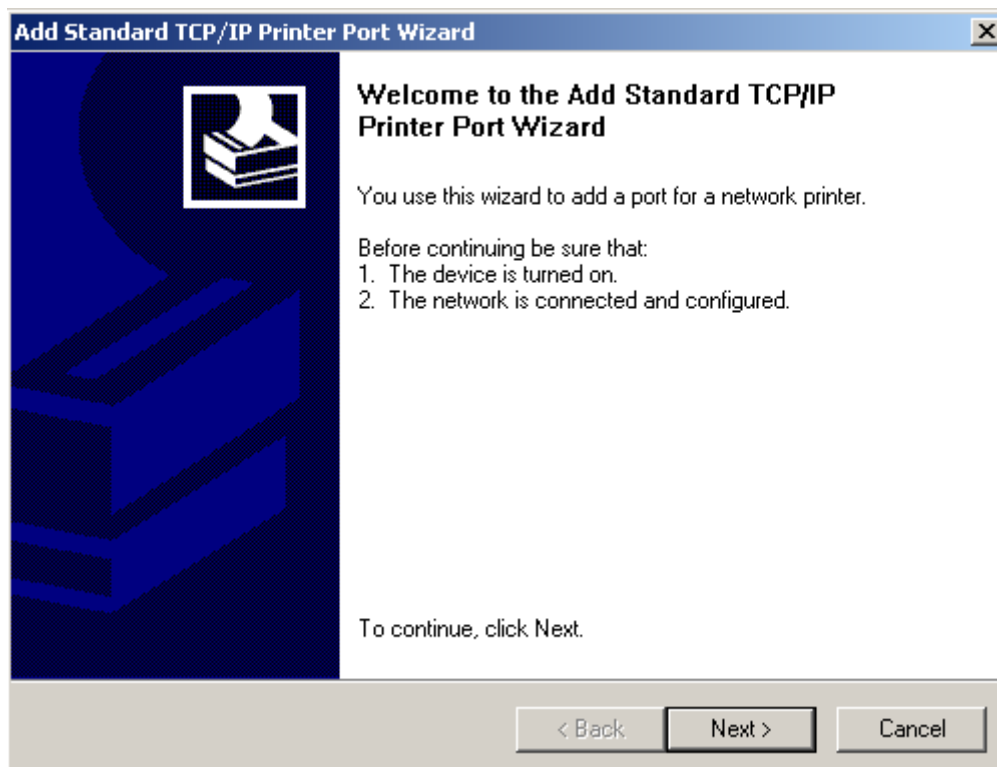 Add Standard TCP/IP Printer Port Wizard
Welcome to the Add Standard TCP/IP
Printer Port Wizard
You use this wizard to add a port for a network printer.
Before continuing be sure that:
1. The device is turned on.
2. The network is connected and configured.
To continue, click Next.
< Back
Next >
Cancel